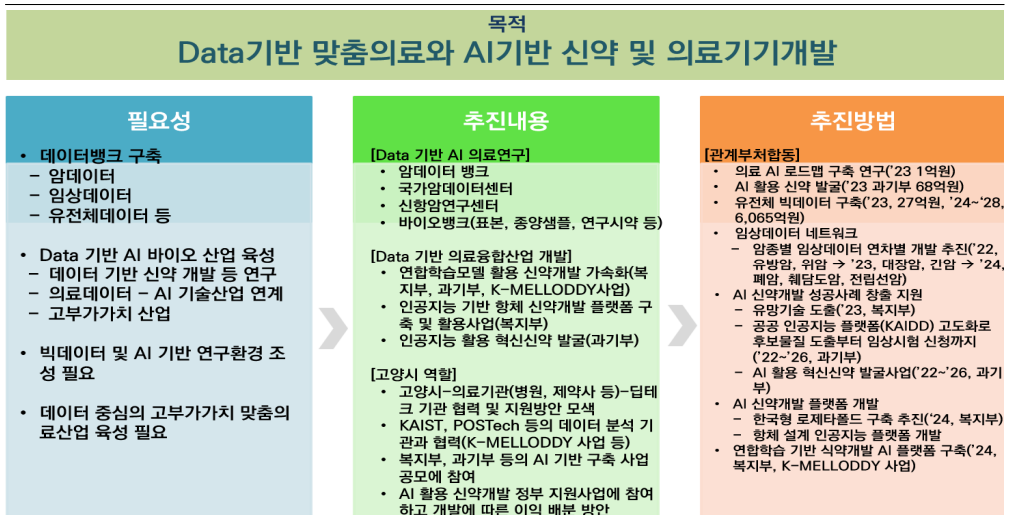 목적
Data기반 맞춤의료와 AI기반 신약 및 의료기기개발
필요성
• 데이터뱅크 구축
– 암데이터
– 임상데이터
– 유전체데이터 등
• Data 기반 AI 바이오 산업 육성
– 데이터 기반 신약 개발 등 연구
– 의료데이터 – AI 기술산업 연계
– 고부가가치 산업
• 빅데이터 및 AI 기반 연구환경 조
성 필요
• 데이터 중심의 고부가가치 맞춤의
료산업 육성 필요
추진내용
[Data 기반 AI 의료연구]
• 암데이터 뱅크
• 국가암데이터센터
• 신항암연구센터
• 바이오뱅크(표본, 종양샘플, 연구시약 등)
[Data 기반 의료융합산업 개발]
• 연합학습모델 활용 신약개발 가속화(복
지부, 과기부, K-MELLODDY사업)
• 인공지능 기반 항체 신약개발 플랫폼 구
축 및 활용사업(복지부)
• 인공지능 활용 혁신신약 발굴(과기부)
[고양시 역할]
• 고양시-의료기관(병원, 제약사 등)-딥테
크 기관 협력 및 지원방안 모색
• KAIST, POSTech 등의 데이터 분석 기
관과 협력(K-MELLODDY 사업 등)
• 복지부, 과기부 등의 AI 기반 구축 사업
공모에 참여
• AI 활용 신약개발 정부 지원사업에 참여
하고 개발에 따른 이익 배분 방안
추진방법
[관계부처합동]
• 의료 AI 로드맵 구축 연구('23 1억원)
• AI 활용 신약 발굴('23 과기부 68억원)
• 유전체 빅데이터 구축('23, 27억원, '24~'28,
6,065억원)
• 임상데이터 네트워크
– 암종별 임상데이터 연차별 개발 추진('22,
유방암, 위암 → '23, 대장암, 간암 → '24,
폐암, 췌담도암, 전립선암)
• AI 신약개발 성공사례 창출 지원
– 유망기술 도출('23, 복지부)
– 공공 인공지능 플랫폼(KAIDD) 고도화로
후보물질 도출부터 임상시험 신청까지
('22~'26, 과기부)
– AI 활용 혁신신약 발굴사업('22~'26, 과기
부)
• AI 신약개발 플랫폼 개발
– 한국형 로제타폴드 구축 추진('24, 복지부)
– 항체 설계 인공지능 플랫폼 개발
• 연합학습 기반 식약개발 AI 플랫폼 구축('24,
복지부, K-MELLODDY 사업)